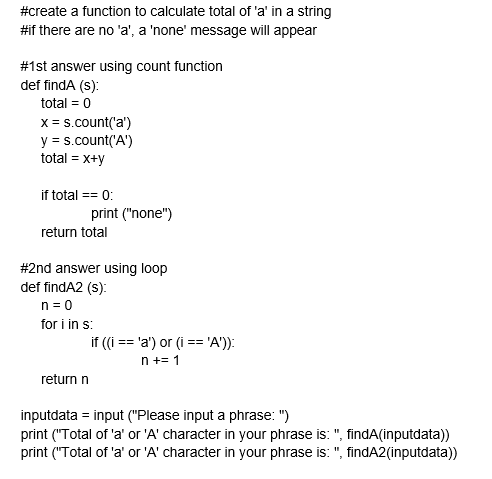 #create a function to calculate total of 'a' in a string
#if there are no 'a', a 'none' message will appear

#1st answer using count function
def findA (s):
    total = 0
    x = s.count('a')
    y = s.count('A')
    total = x+y

    if total == 0:
            print ("none")
    return total

#2nd answer using loop
def findA2 (s):
    n = 0
    for i in s:
            if ((i == 'a') or (i == 'A')):
                    n += 1
    return n

inputdata = input ("Please input a phrase: ")
print ("Total of 'a' or 'A' character in your phrase is: ", findA(inputdata))
print ("Total of 'a' or 'A' character in your phrase is: ", findA2(inputdata))